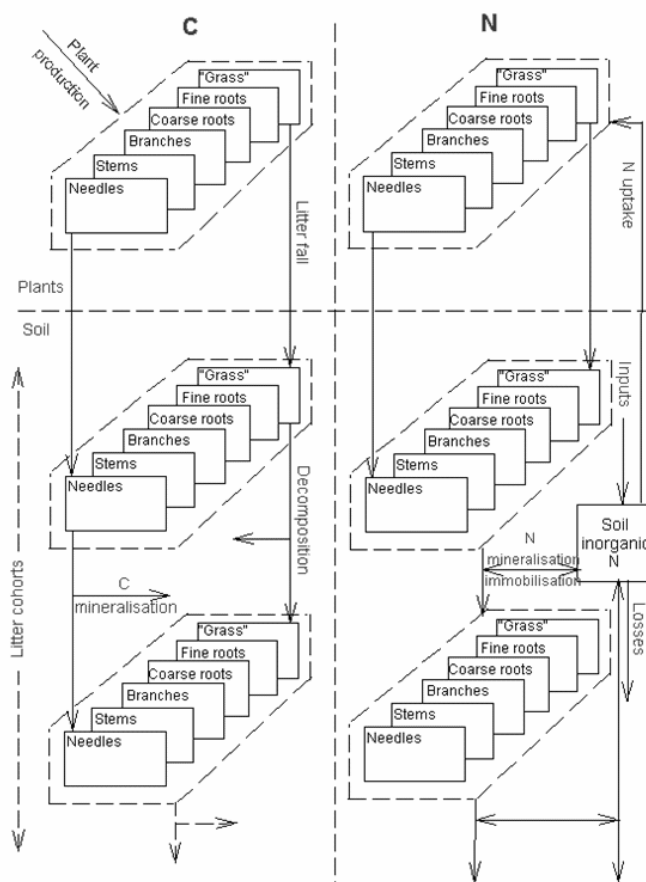 C
N
Plant
production
"Grass"
Fine roots
Coarse roots
Branches
Stems
Needles
"Grass"
Fine roots
Coarse roots
Branches
Stems
Needles
Litter fall
N uptake
Plants
Soil
"Grass"
Fine roots
Coarse roots
Branches
Stems
Needles
"Grass"
Fine roots
Coarse roots
Branches
Stems
Needles
Inputs
Litter cohorts
Decomposition
C
mineralisation
N
mineralisation
immobilisation
Soil
inorganic
N
Losses
"Grass"
Fine roots
Coarse roots
Branches
Stems
Needles
"Grass"
Fine roots
Coarse roots
Branches
Stems
Needles